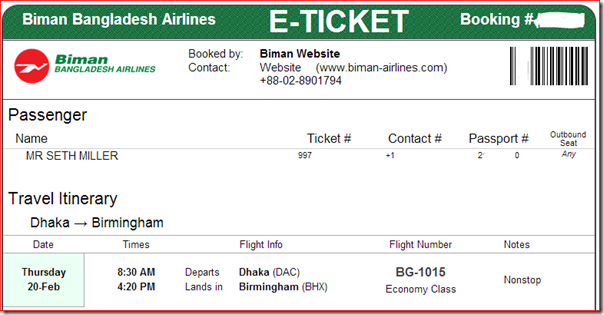 Biman Bangladesh Airlines E-TICKET Booking #
Biman
BANGLADESH AIRLINES
Booked by: Biman Website
Contact: Website (www.biman-airlines.com)
+88-02-8901794
Passenger
Name Ticket # Contact # Passport # Outbound Seat
MR SETH MILLER 997 +1 2 0 Any
Travel Itinerary
Dhaka → Birmingham
Date Times Flight Info Flight Number Notes
Thursday 8:30 AM Departs Dhaka (DAC) BG-1015 Nonstop
20-Feb 4:20 PM Lands in Birmingham (BHX) Economy Class